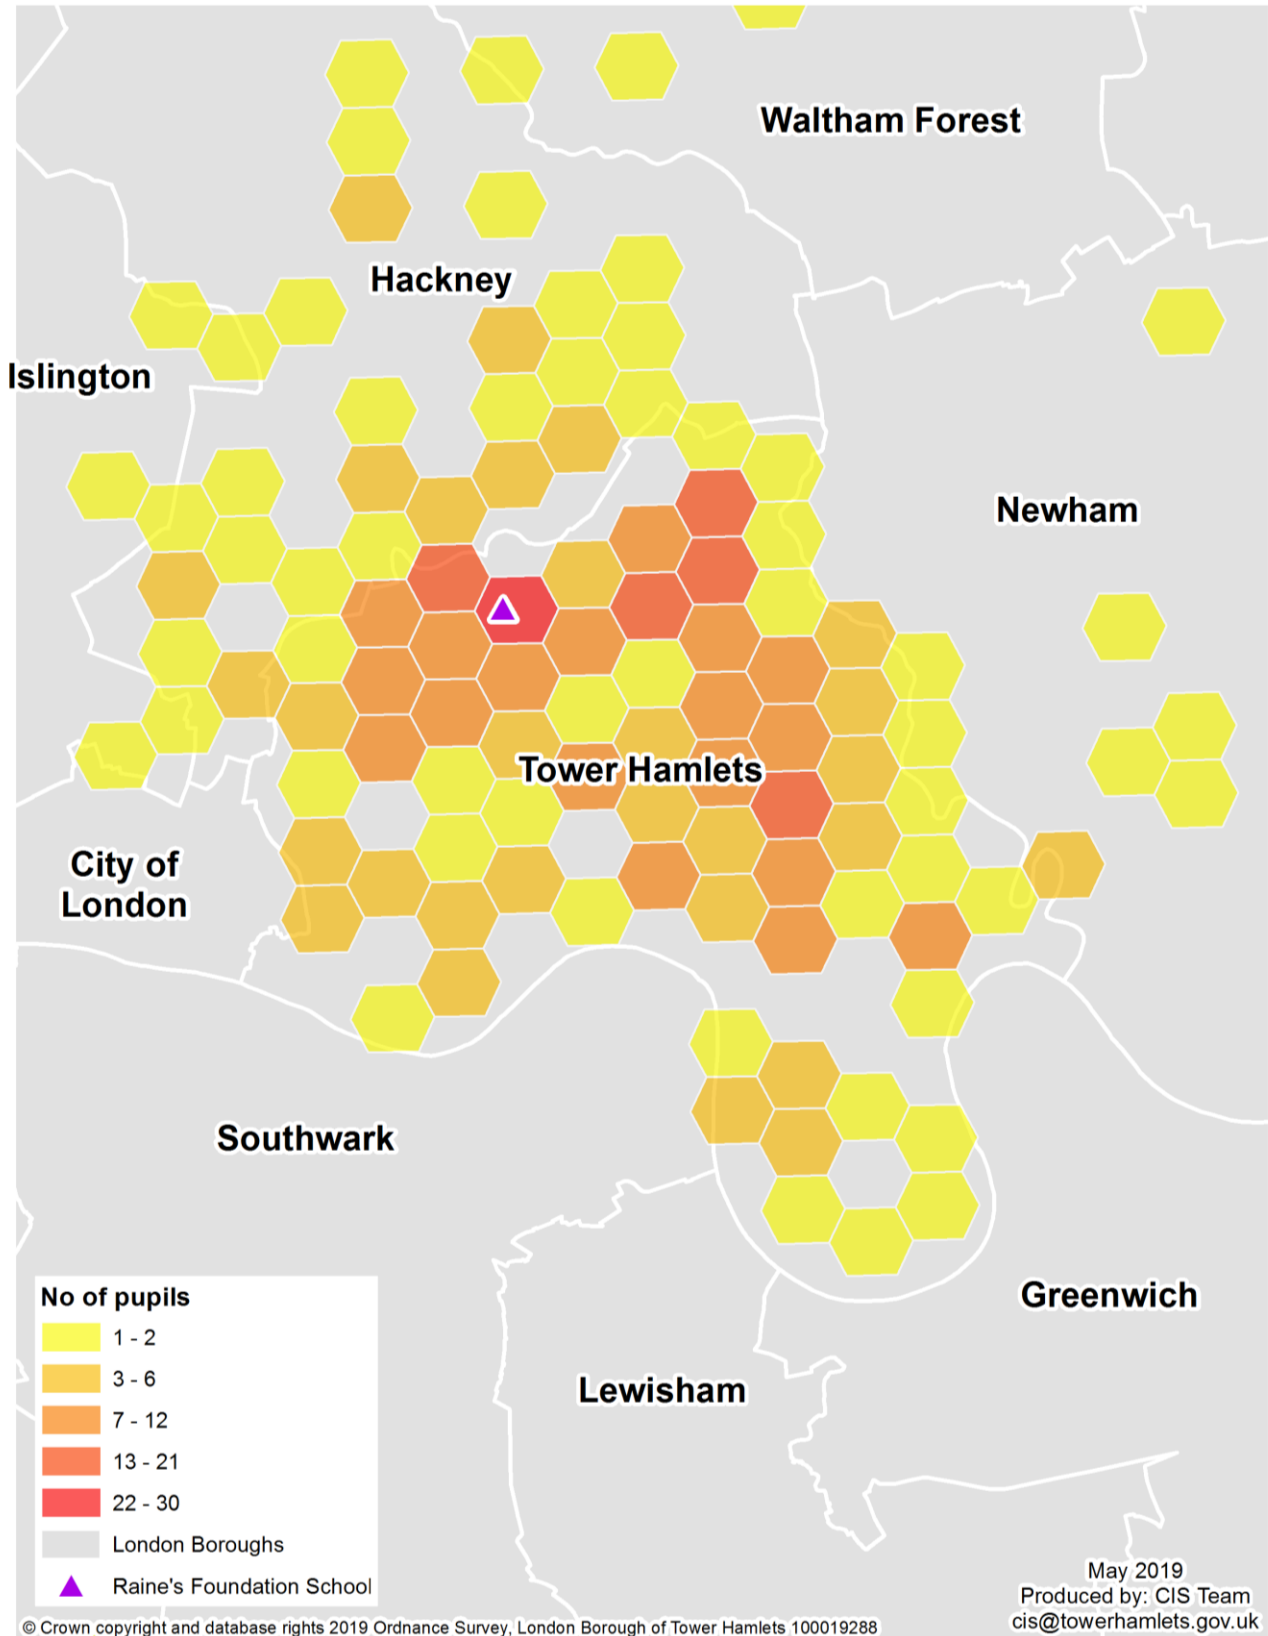 Waltham Forest
Hackney
Islington
Newham
Tower Hamlets
City of
London
Southwark
Greenwich
Lewisham
No of pupils
1 - 2
3 - 6
7 - 12
13 - 21
22 - 30
London Boroughs
Raine's Foundation School
May 2019
Produced by: CIS Team
cis@towerhamlets.gov.uk
© Crown copyright and database rights 2019 Ordnance Survey, London Borough of Tower Hamlets 100019288